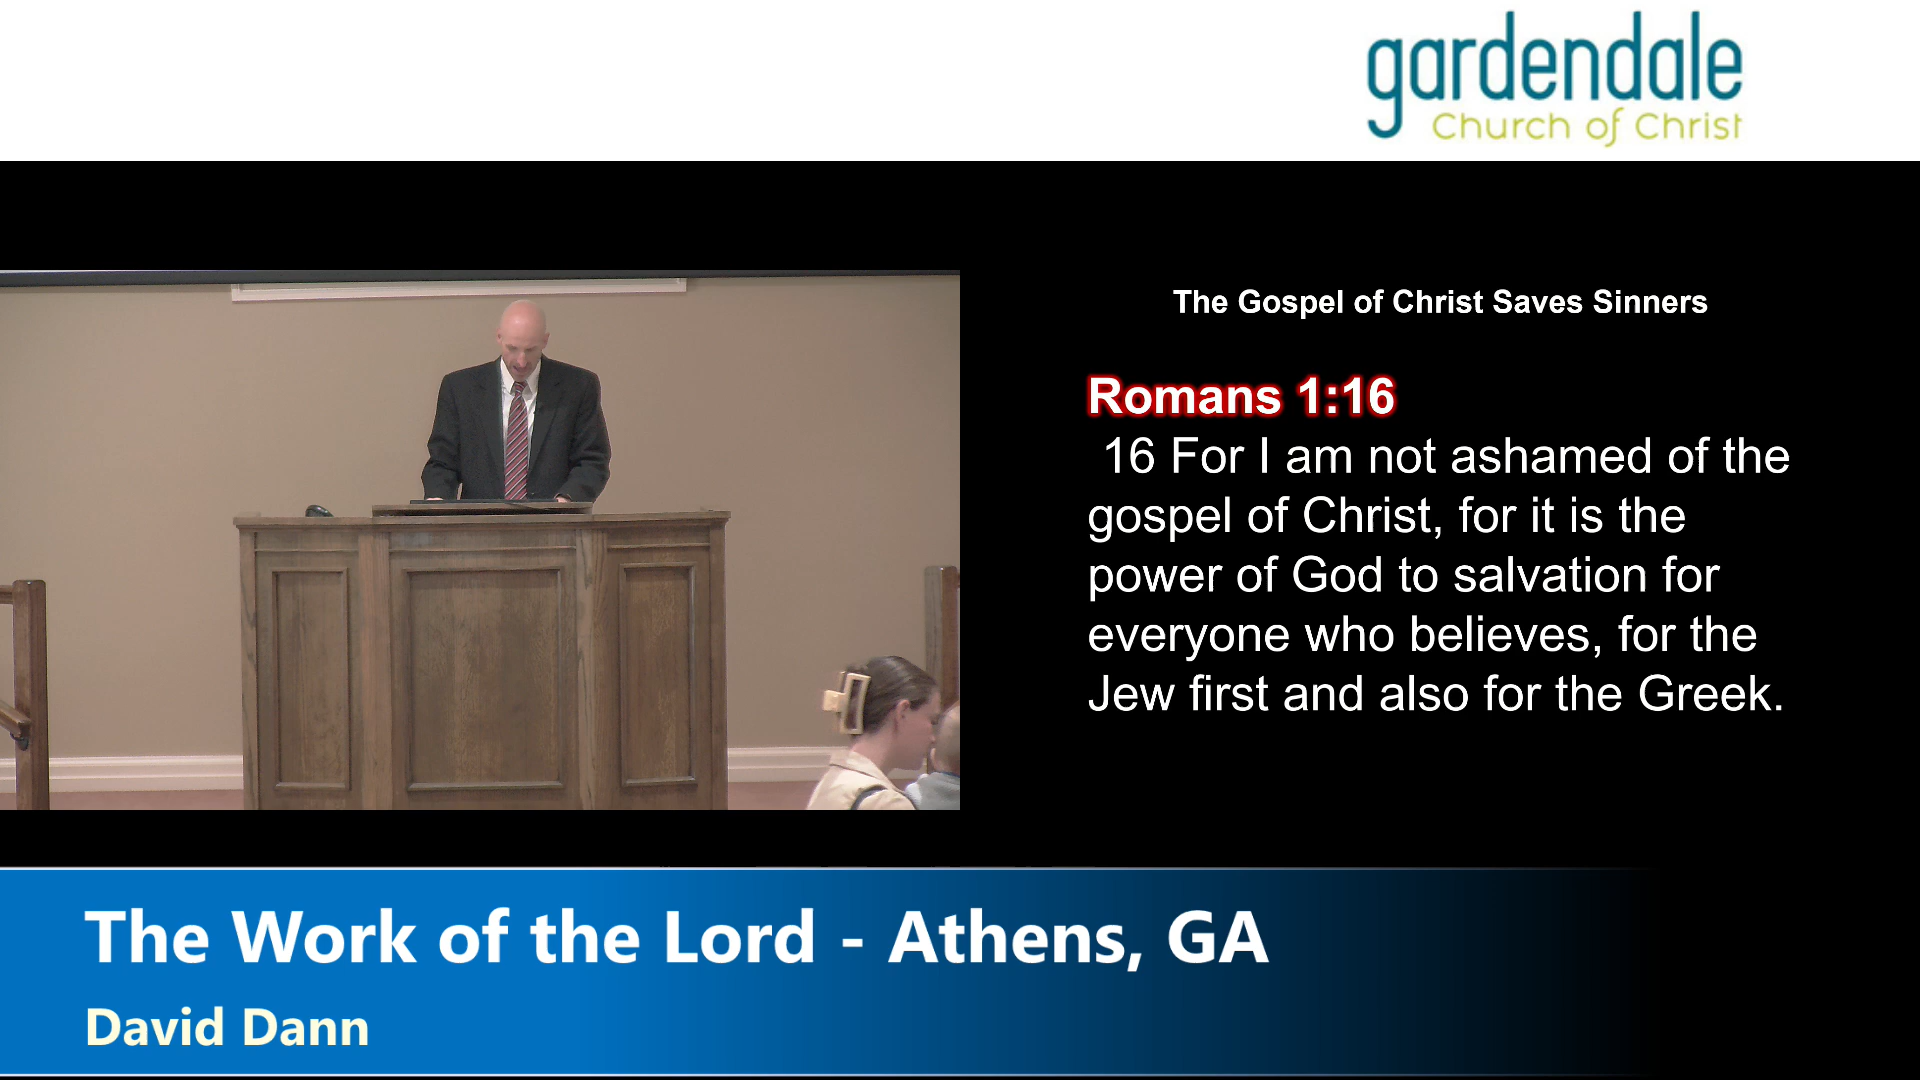 gardendale
Church of Christ
The Gospel of Christ Saves Sinners
Romans 1:16
16 For I am not ashamed of the
gospel of Christ, for it is the
power of God to salvation for
everyone who believes, for the
Jew first and also for the Greek.
The Work of the Lord - Athens, GA
David Dann